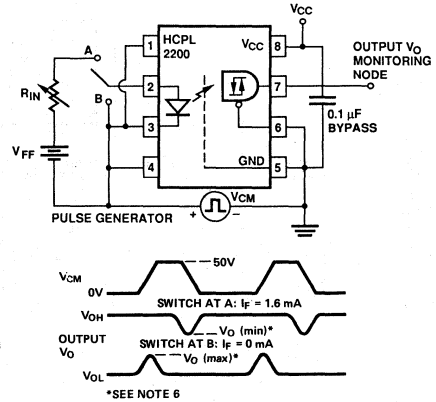 HCPL
2200
VCC
1
2
3
4
8
7
6
5
VCC
GND
A
B
RIN
VFF
OUTPUT VO
MONITORING
NODE
0.1 μF
BYPASS
PULSE GENERATOR
+
VCM
−
VCM
50V
0V
SWITCH AT A: IF = 1.6 mA
VOH
VO (min)*
OUTPUT
VO
SWITCH AT B: IF = 0 mA
VO (max)*
VOL
*SEE NOTE 6